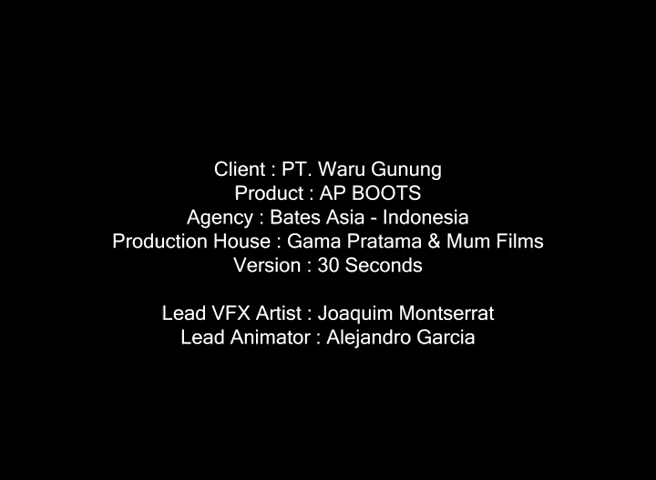 Client : PT. Waru Gunung
Product : AP BOOTS
Agency : Bates Asia - Indonesia
Production House : Gama Pratama & Mum Films
Version : 30 Seconds
Lead VFX Artist : Joaquim Montserrat
Lead Animator : Alejandro Garcia